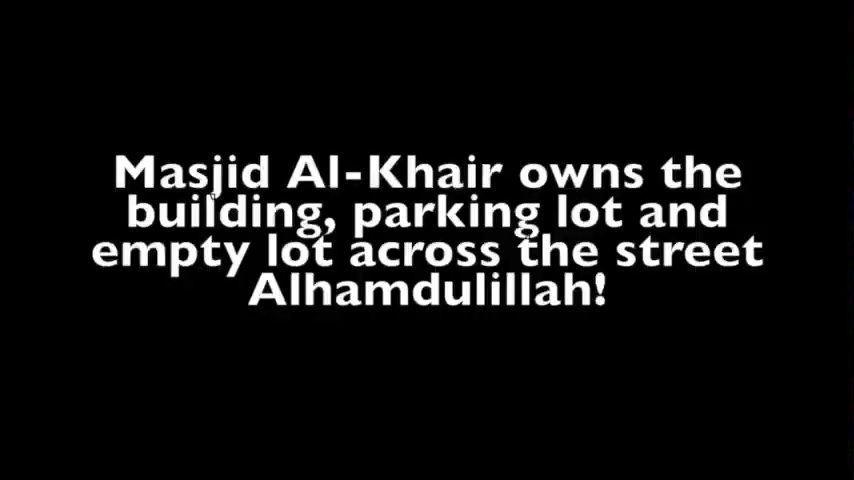 Masjid Al-Khair owns the
building, parking lot and
empty lot across the street
Alhamdulillah!